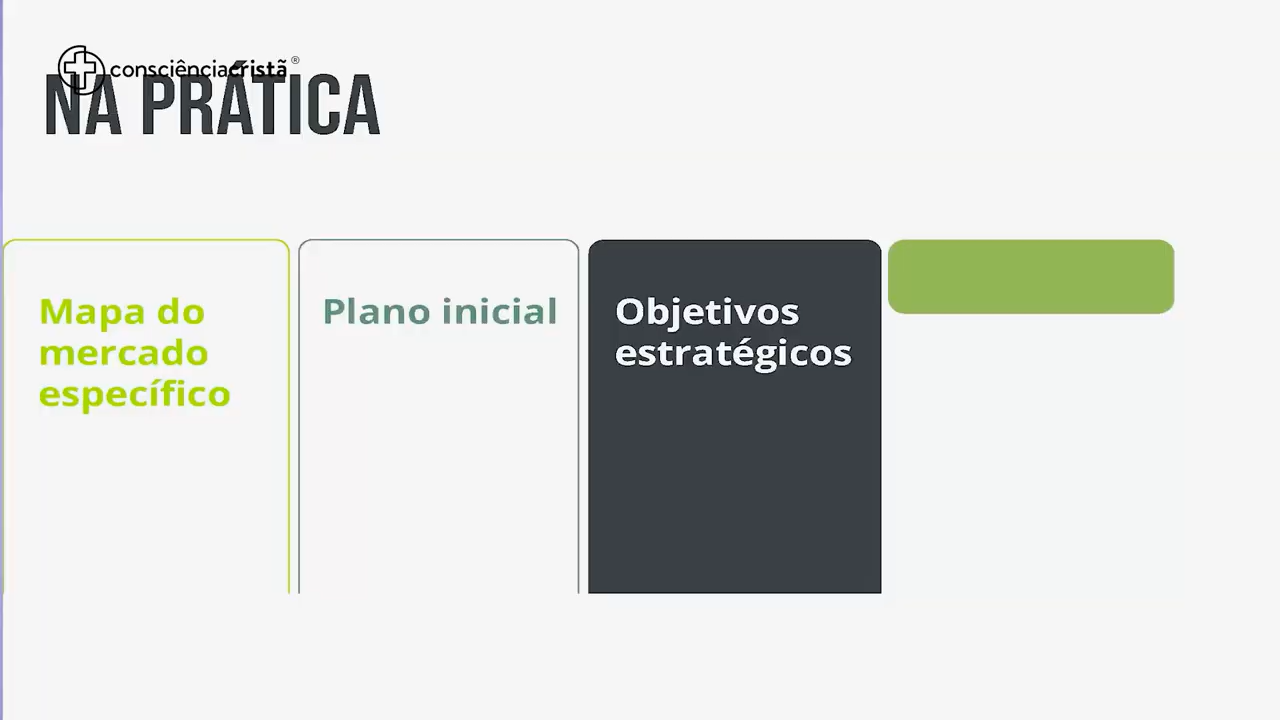 consciênciacristã®
NA PRÁTICA
Mapa do
mercado
específico
Plano inicial
Objetivos
estratégicos